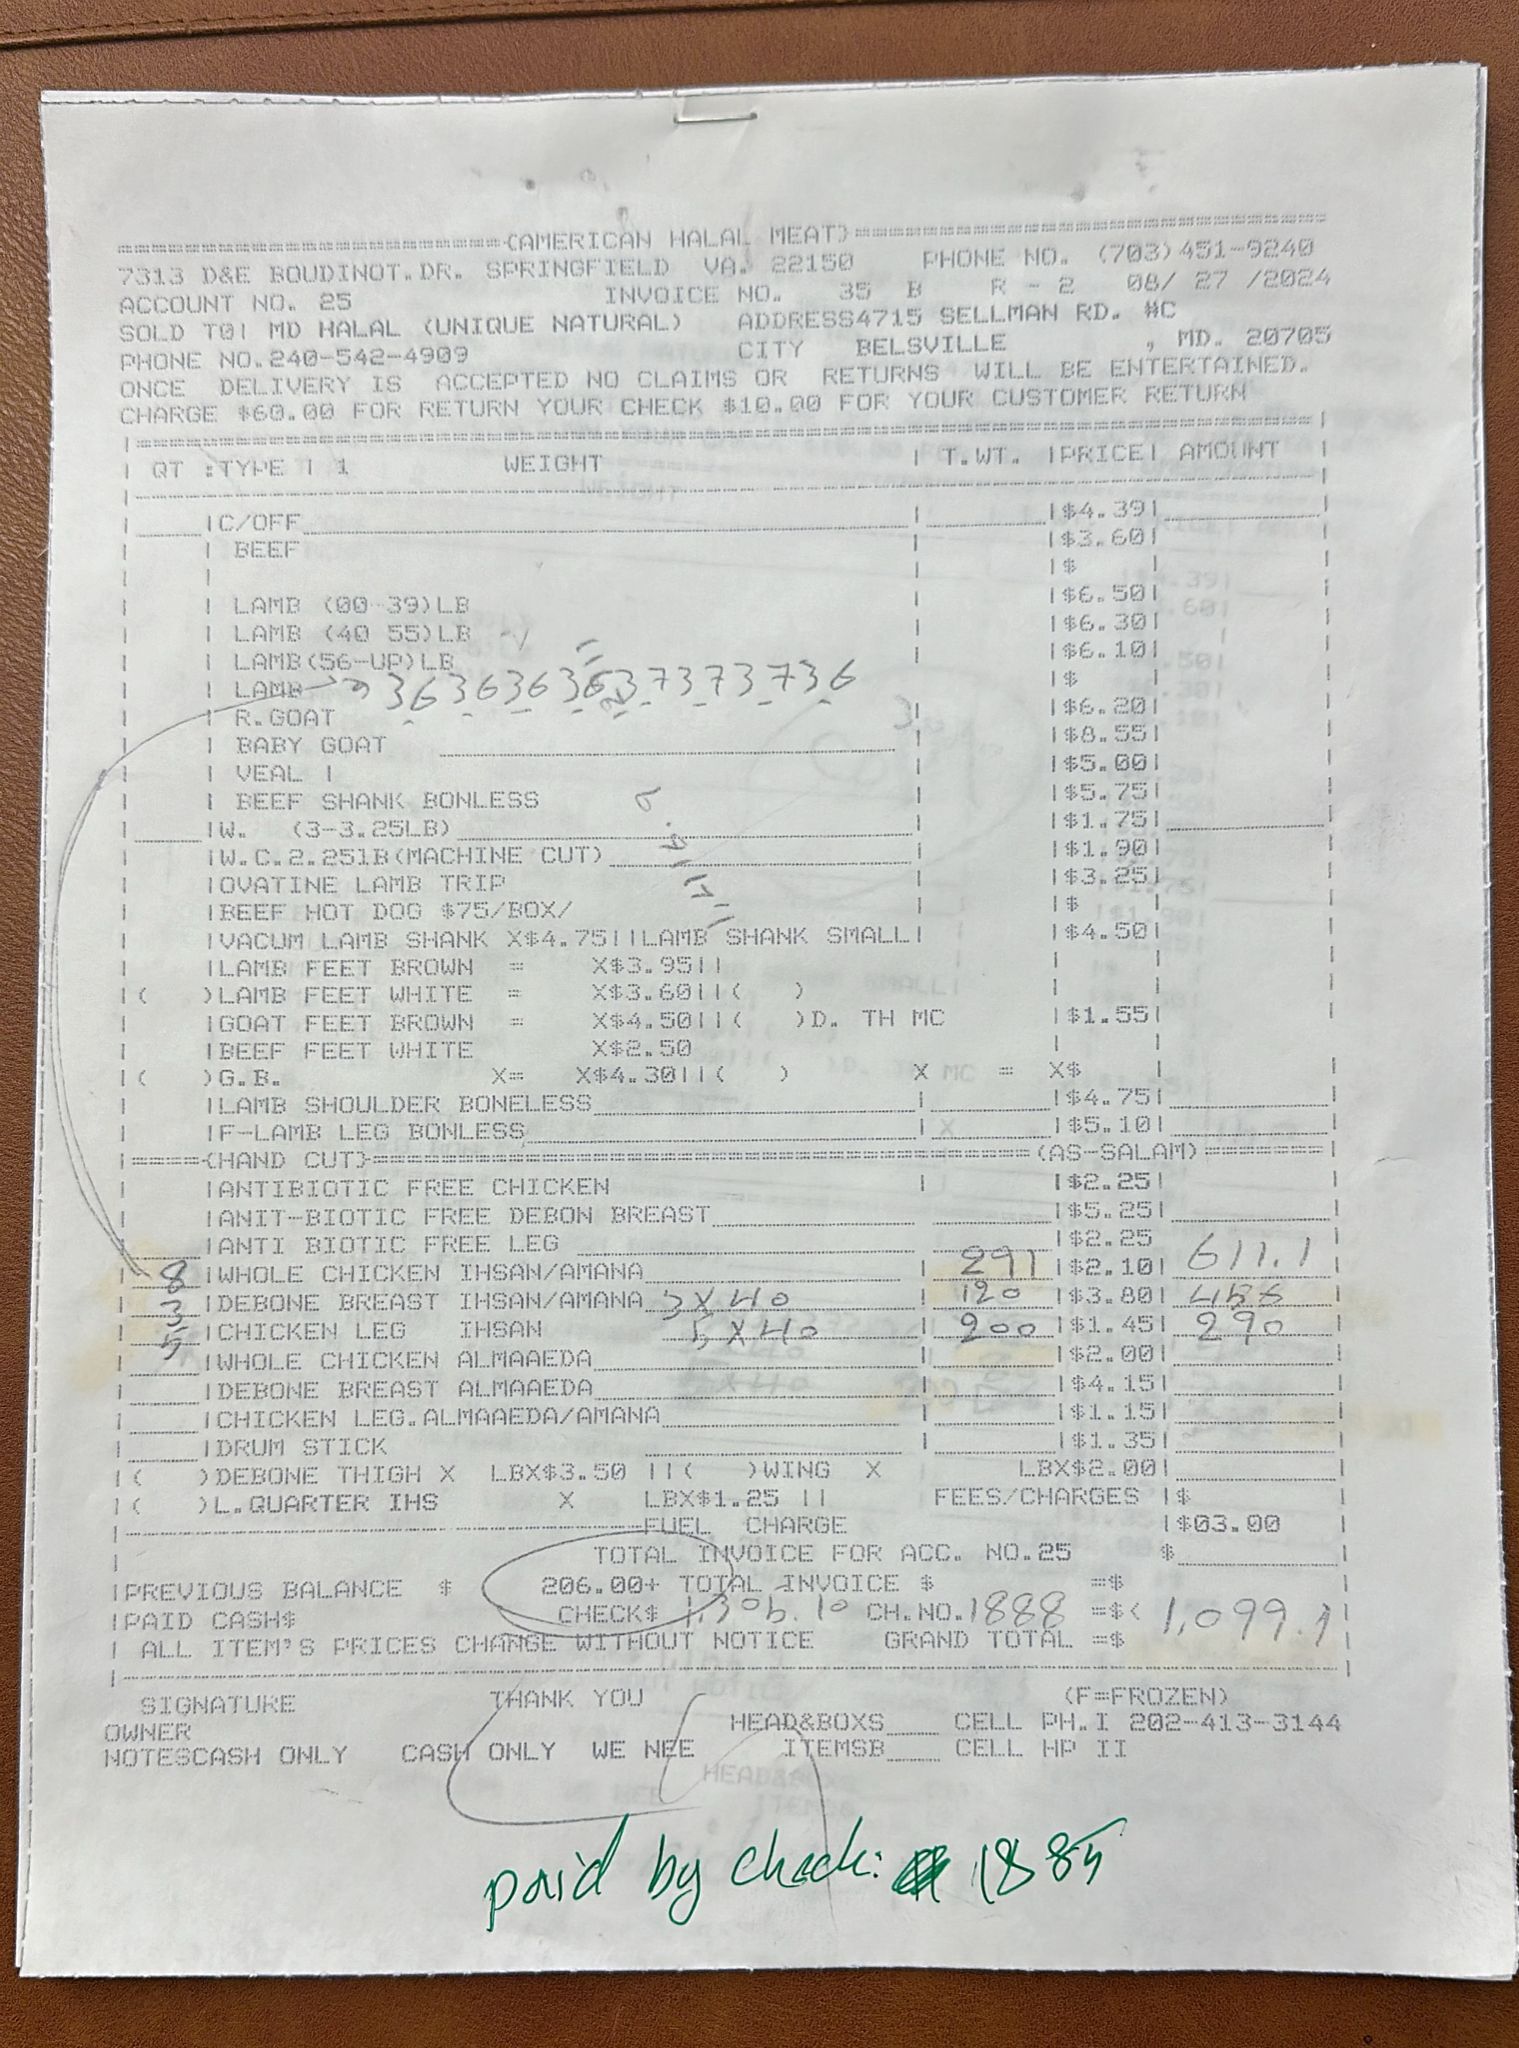 (AMERICAN HALAL MEAT)
7313 D&E BOUDINOT.DR. SPRINGFIELD VA. 22150 PHONE NO. (703)451-9240
ACCOUNT NO. 25 INVOICE NO. 35 B R - 2 08/ 27 /2024
SOLD TO| MD HALAL (UNIQUE NATURAL) ADDRESS4715 SELLMAN RD. #C
PHONE NO.240-542-4909 CITY BELSVILLE , MD. 20705
ONCE DELIVERY IS ACCEPTED NO CLAIMS OR RETURNS WILL BE ENTERTAINED.
CHARGE $60.00 FOR RETURN YOUR CHECK $10.00 FOR YOUR CUSTOMER RETURN
| QT :TYPE | 1 WEIGHT | T.WT. |PRICE| AMOUNT |
|C/OFF |$4.39|
| BEEF |$3.60|
|$ |
| LAMB (00-39)LB |$6.50|
| LAMB (40 55)LB |$6.30|
| LAMB(56-UP)LB |$6.10|
| LAMB 36 36 36 36 37 37 37 36 |$ |
| R.GOAT |$6.20|
| BABY GOAT |$8.55|
| VEAL | |$5.00|
| BEEF SHANK BONLESS |$5.75|
|W. (3-3.25LB) |$1.75|
|W.C.2.25lB(MACHINE CUT) |$1.90|
|OVATINE LAMB TRIP |$3.25|
|BEEF HOT DOG $75/BOX/ |$ |
|VACUM LAMB SHANK X$4.75||LAMB SHANK SMALL| |$4.50|
|LAMB FEET BROWN = X$3.95||
|( )LAMB FEET WHITE = X$3.60||( )
|GOAT FEET BROWN = X$4.50||( )D. TH MC |$1.55|
|BEEF FEET WHITE X$2.50
|( )G.B. X= X$4.30||( ) X MC = X$ |
|LAMB SHOULDER BONELESS |$4.75|
|F-LAMB LEG BONLESS X |$5.10|
(HAND CUT) (AS-SALAM)
|ANTIBIOTIC FREE CHICKEN |$2.25|
|ANIT-BIOTIC FREE DEBON BREAST |$5.25|
|ANTI BIOTIC FREE LEG |$2.25
8 |WHOLE CHICKEN IHSAN/AMANA 291 |$2.10| 611.1
3 |DEBONE BREAST IHSAN/AMANA 3X40 120 |$3.80| 456
5 |CHICKEN LEG IHSAN 5X40 200 |$1.45| 290
|WHOLE CHICKEN ALMAAEDA |$2.00|
|DEBONE BREAST ALMAAEDA |$4.15|
|CHICKEN LEG.ALMAAEDA/AMANA |$1.15|
|DRUM STICK |$1.35|
|( )DEBONE THIGH X LBX$3.50 ||( )WING X LBX$2.00|
|( )L.QUARTER IHS X LBX$1.25 || FEES/CHARGES |$
FUEL CHARGE |$03.00
TOTAL INVOICE FOR ACC. NO.25 $
|PREVIOUS BALANCE $ 206.00+ TOTAL INVOICE $ =$
|PAID CASH$ CHECK$ 1,306.10 CH.NO.1888 =$<
| ALL ITEM'S PRICES CHANGE WITHOUT NOTICE GRAND TOTAL =$ 1,099.1
SIGNATURE THANK YOU (F=FROZEN)
OWNER HEAD&BOXS CELL PH.I 202-413-3144
NOTESCASH ONLY CASH ONLY WE NEE ITEMSB CELL HP II
paid by check: 1885